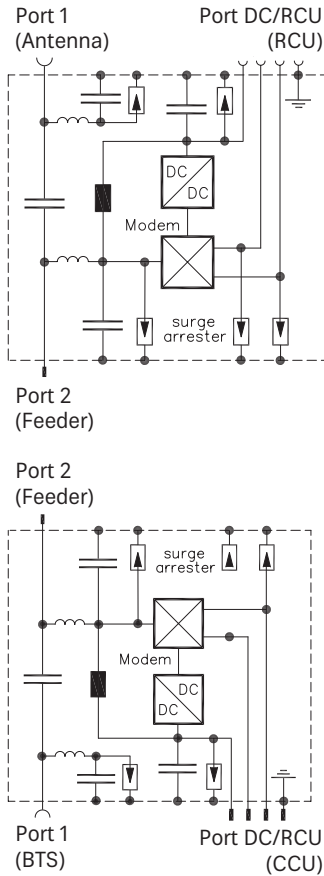 Port 1
(Antenna)
Port DC/RCU
(RCU)
DC
DC
Modem
surge
arrester
Port 2
(Feeder)
Port 2
(Feeder)
surge
arrester
Modem
DC
DC
Port 1
(BTS)
Port DC/RCU
(CCU)